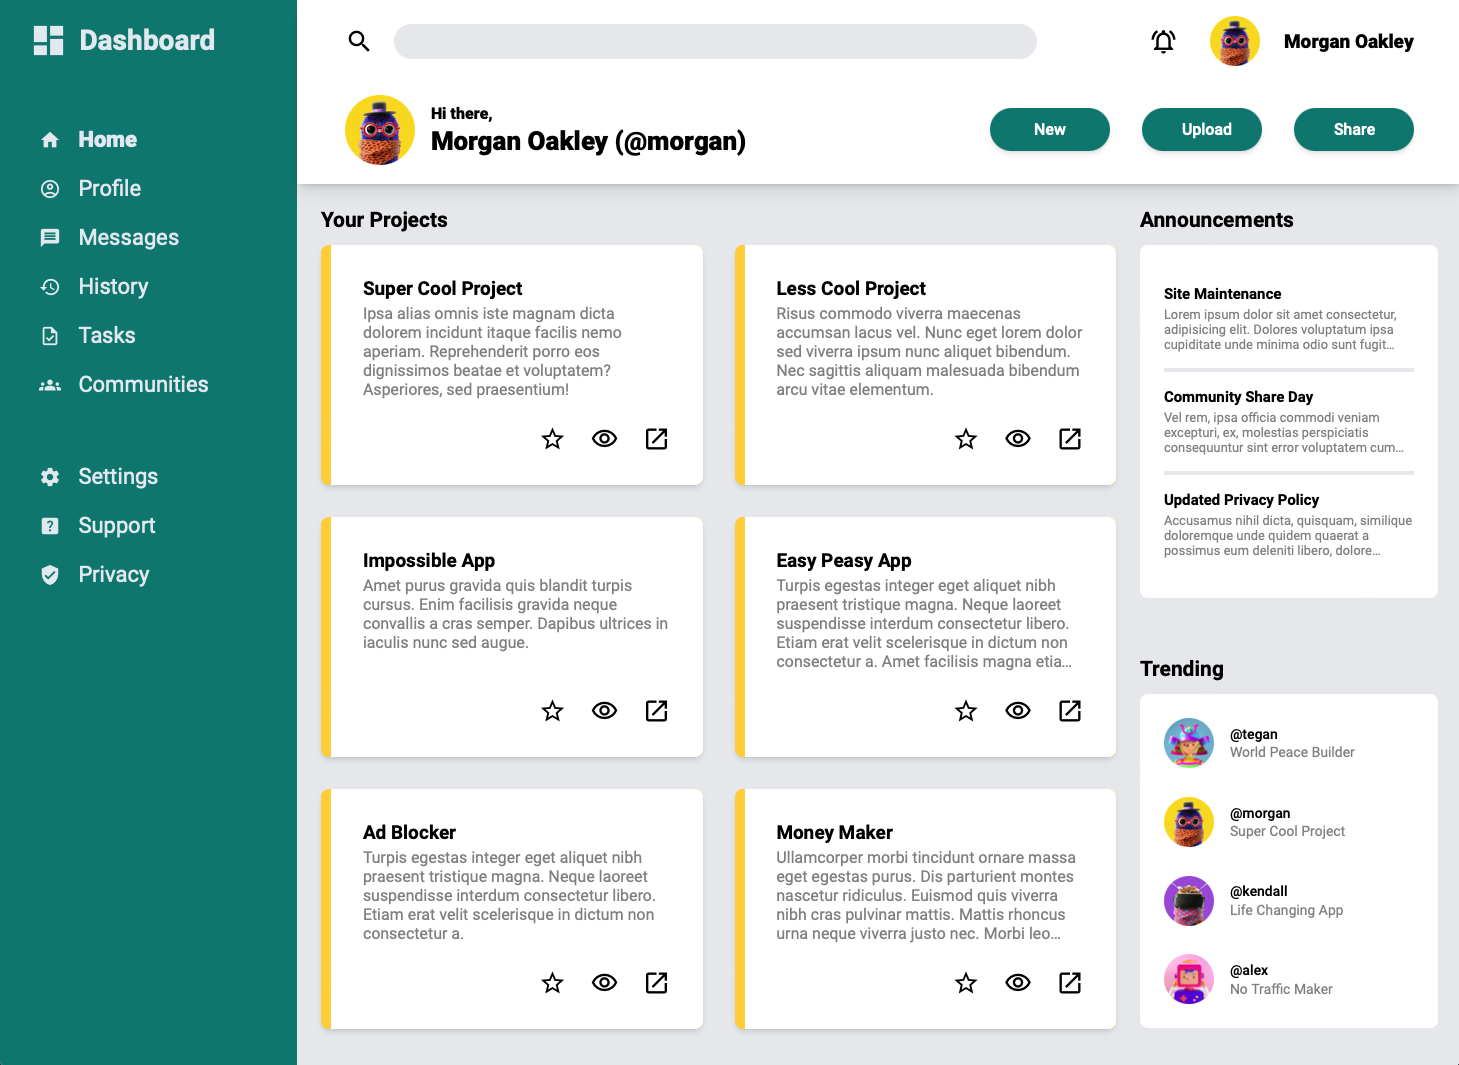 Dashboard
Home
Profile
Messages
History
Tasks
Communities
Settings
Support
Privacy
Morgan Oakley
Hi there,
Morgan Oakley (@morgan)
New
Upload
Share
Your Projects
Super Cool Project
Ipsa alias omnis iste magnam dicta
dolorem incidunt itaque facilis nemo
aperiam. Reprehenderit porro eos
dignissimos beatae et voluptatem?
Asperiores, sed praesentium!
Less Cool Project
Risus commodo viverra maecenas
accumsan lacus vel. Nunc eget lorem dolor
sed viverra ipsum nunc aliquet bibendum.
Nec sagittis aliquam malesuada bibendum
arcu vitae elementum.
Impossible App
Amet purus gravida quis blandit turpis
cursus. Enim facilisis gravida neque
convallis a cras semper. Dapibus ultrices in
iaculis nunc sed augue.
Easy Peasy App
Turpis egestas integer eget aliquet nibh
praesent tristique magna. Neque laoreet
suspendisse interdum consectetur libero.
Etiam erat velit scelerisque in dictum non
consectetur a. Amet facilisis magna etia...
Ad Blocker
Turpis egestas integer eget aliquet nibh
praesent tristique magna. Neque laoreet
suspendisse interdum consectetur libero.
Etiam erat velit scelerisque in dictum non
consectetur a.
Money Maker
Ullamcorper morbi tincidunt ornare massa
eget egestas purus. Dis parturient montes
nascetur ridiculus. Euismod quis viverra
nibh cras pulvinar mattis. Mattis rhoncus
urna neque viverra justo nec. Morbi leo...
Announcements
Site Maintenance
Lorem ipsum dolor sit amet consectetur,
adipisicing elit. Dolores voluptatum ipsa
cupiditate unde minima odio sunt fugit...
Community Share Day
Vel rem, ipsa officia commodi veniam
excepturi, ex, molestias perspiciatis
consequuntur sint error voluptatem cum...
Updated Privacy Policy
Accusamus nihil dicta, quisquam, similique
doloremque unde quidem quaerat a
possimus eum deleniti libero, dolore...
Trending
@tegan
World Peace Builder
@morgan
Super Cool Project
@kendall
Life Changing App
@alex
No Traffic Maker